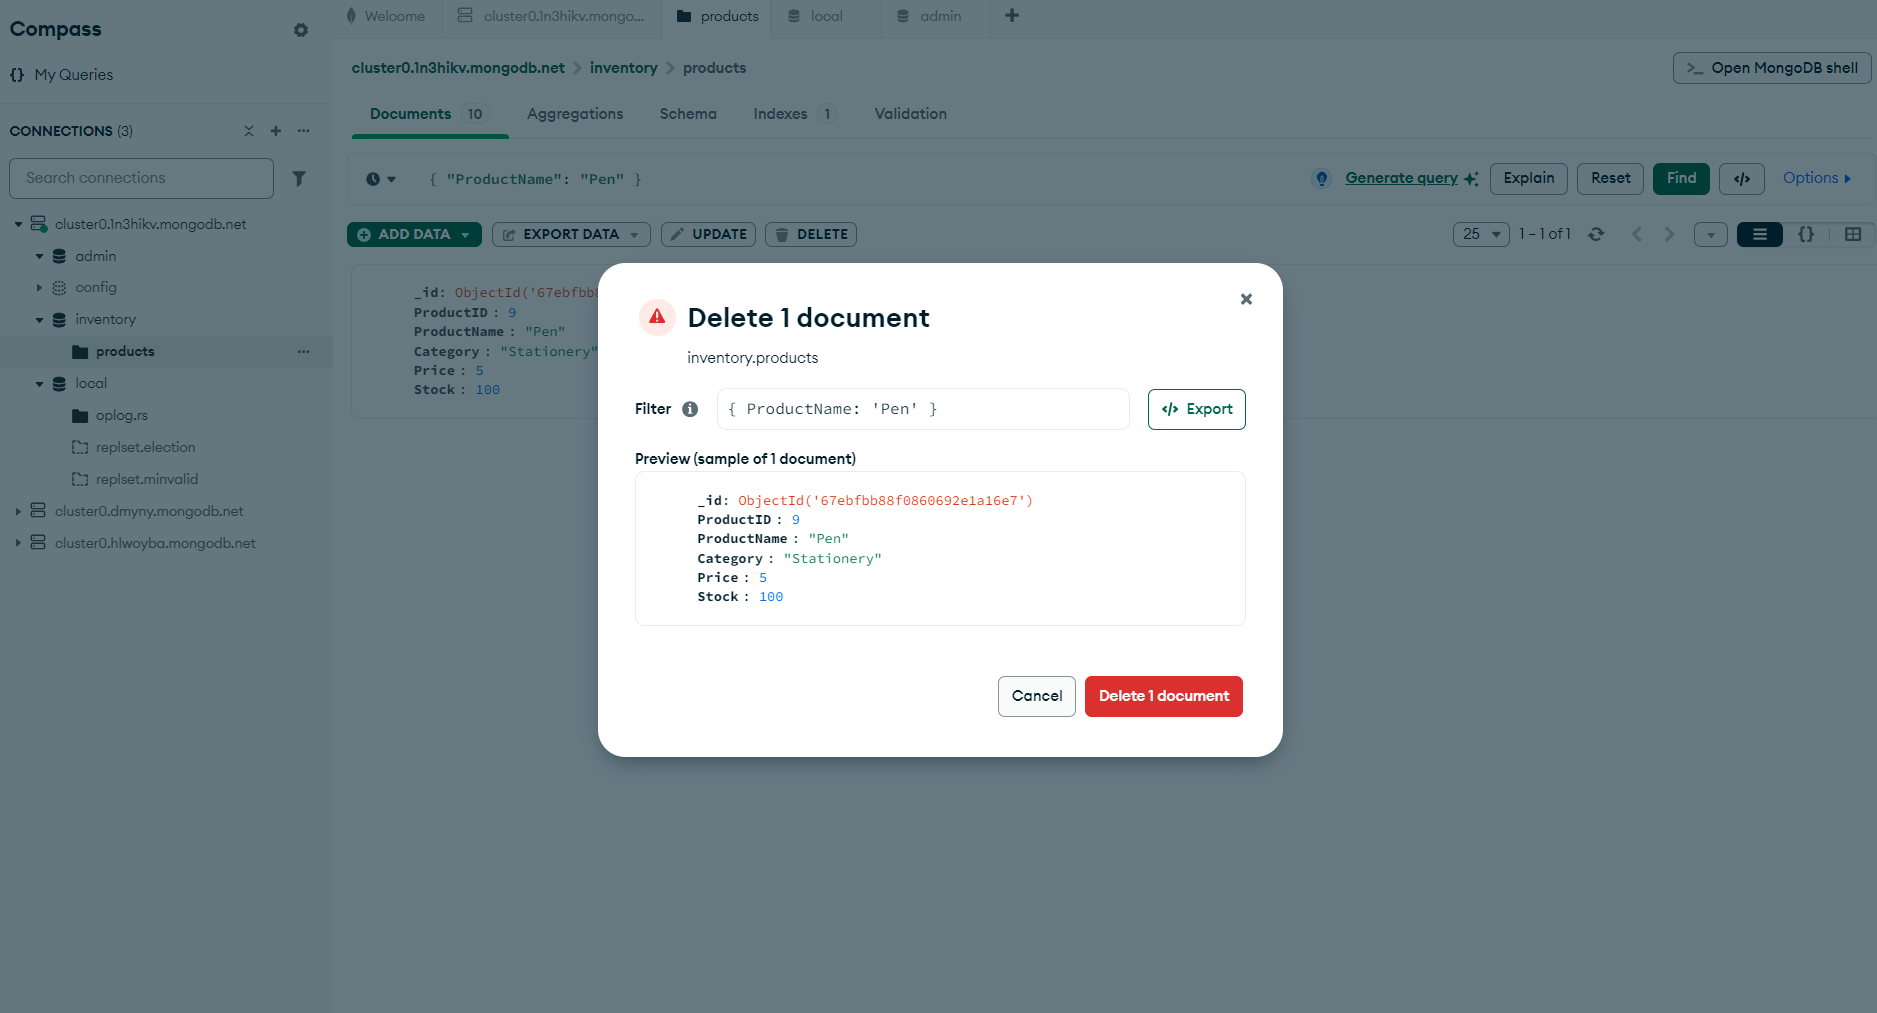 Compass
My Queries
CONNECTIONS (3)
Search connections
cluster0.1n3hikv.mongodb.net
admin
config
inventory
products
local
oplog.rs
replset.election
replset.minvalid
cluster0.dmyny.mongodb.net
cluster0.hlwoyba.mongodb.net
Welcome
cluster0.1n3hikv.mongo...
products
local
admin
cluster0.1n3hikv.mongodb.net > inventory > products
>_ Open MongoDB shell
Documents 10
Aggregations
Schema
Indexes 1
Validation
{ "ProductName": "Pen" }
Generate query
Explain
Reset
Find
</>
Options
ADD DATA
EXPORT DATA
UPDATE
DELETE
25
1 – 1 of 1
{}
_id: ObjectId('67ebfbb8
ProductID : 9
ProductName : "Pen"
Category : "Stationery"
Price : 5
Stock : 100
Delete 1 document
inventory.products
Filter
{ ProductName: 'Pen' }
</> Export
Preview (sample of 1 document)
_id: ObjectId('67ebfbb88f0860692e1a16e7')
ProductID : 9
ProductName : "Pen"
Category : "Stationery"
Price : 5
Stock : 100
Cancel
Delete 1 document